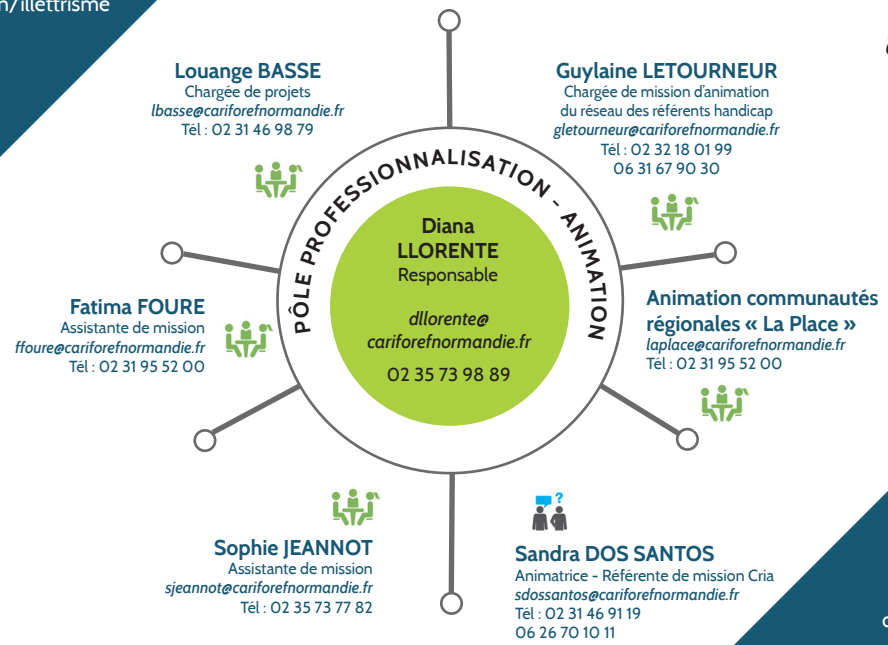 n/illettrisme
Louange BASSE
Chargée de projets
lbasse@cariforefnormandie.fr
Tél : 02 31 46 98 79
Guylaine LETOURNEUR
Chargée de mission d'animation
du réseau des référents handicap
gletourneur@cariforefnormandie.fr
Tél : 02 32 18 01 99
06 31 67 90 30
PÔLE PROFESSIONNALISATION - ANIMATION
Diana
LLORENTE
Responsable
dllorente@
cariforefnormandie.fr
02 35 73 98 89
Fatima FOURE
Assistante de mission
ffoure@cariforefnormandie.fr
Tél : 02 31 95 52 00
Animation communautés
régionales « La Place »
laplace@cariforefnormandie.fr
Tél : 02 31 95 52 00
Sophie JEANNOT
Assistante de mission
sjeannot@cariforefnormandie.fr
Tél : 02 35 73 77 82
?
Sandra DOS SANTOS
Animatrice - Référente de mission Cria
sdossantos@cariforefnormandie.fr
Tél : 02 31 46 91 19
06 26 70 10 11